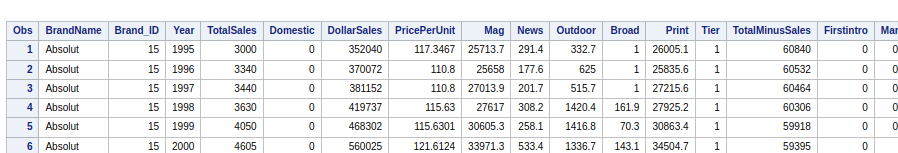 Obs BrandName Brand_ID Year TotalSales Domestic DollarSales PricePerUnit Mag News Outdoor Broad Print Tier TotalMinusSales Firstintro Mar
1 Absolut 15 1995 3000 0 352040 117.3467 25713.7 291.4 332.7 1 26005.1 1 60840 0 0
2 Absolut 15 1996 3340 0 370072 110.8 25658 177.6 625 1 25835.6 1 60532 0 0
3 Absolut 15 1997 3440 0 381152 110.8 27013.9 201.7 515.7 1 27215.6 1 60464 0 0
4 Absolut 15 1998 3630 0 419737 115.63 27617 308.2 1420.4 161.9 27925.2 1 60306 0 0
5 Absolut 15 1999 4050 0 468302 115.6301 30605.3 258.1 1416.8 70.3 30863.4 1 59918 0 0
6 Absolut 15 2000 4605 0 560025 121.6124 33971.3 533.4 1336.7 143.1 34504.7 1 59395 0